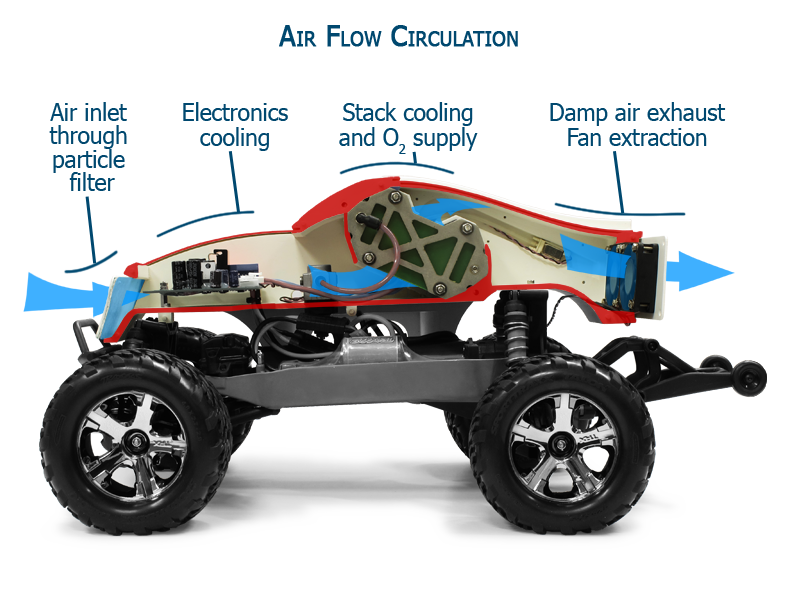 Air Flow Circulation
Air inlet
through
particle
filter
Electronics
cooling
Stack cooling
and O₂ supply
Damp air exhaust
Fan extraction